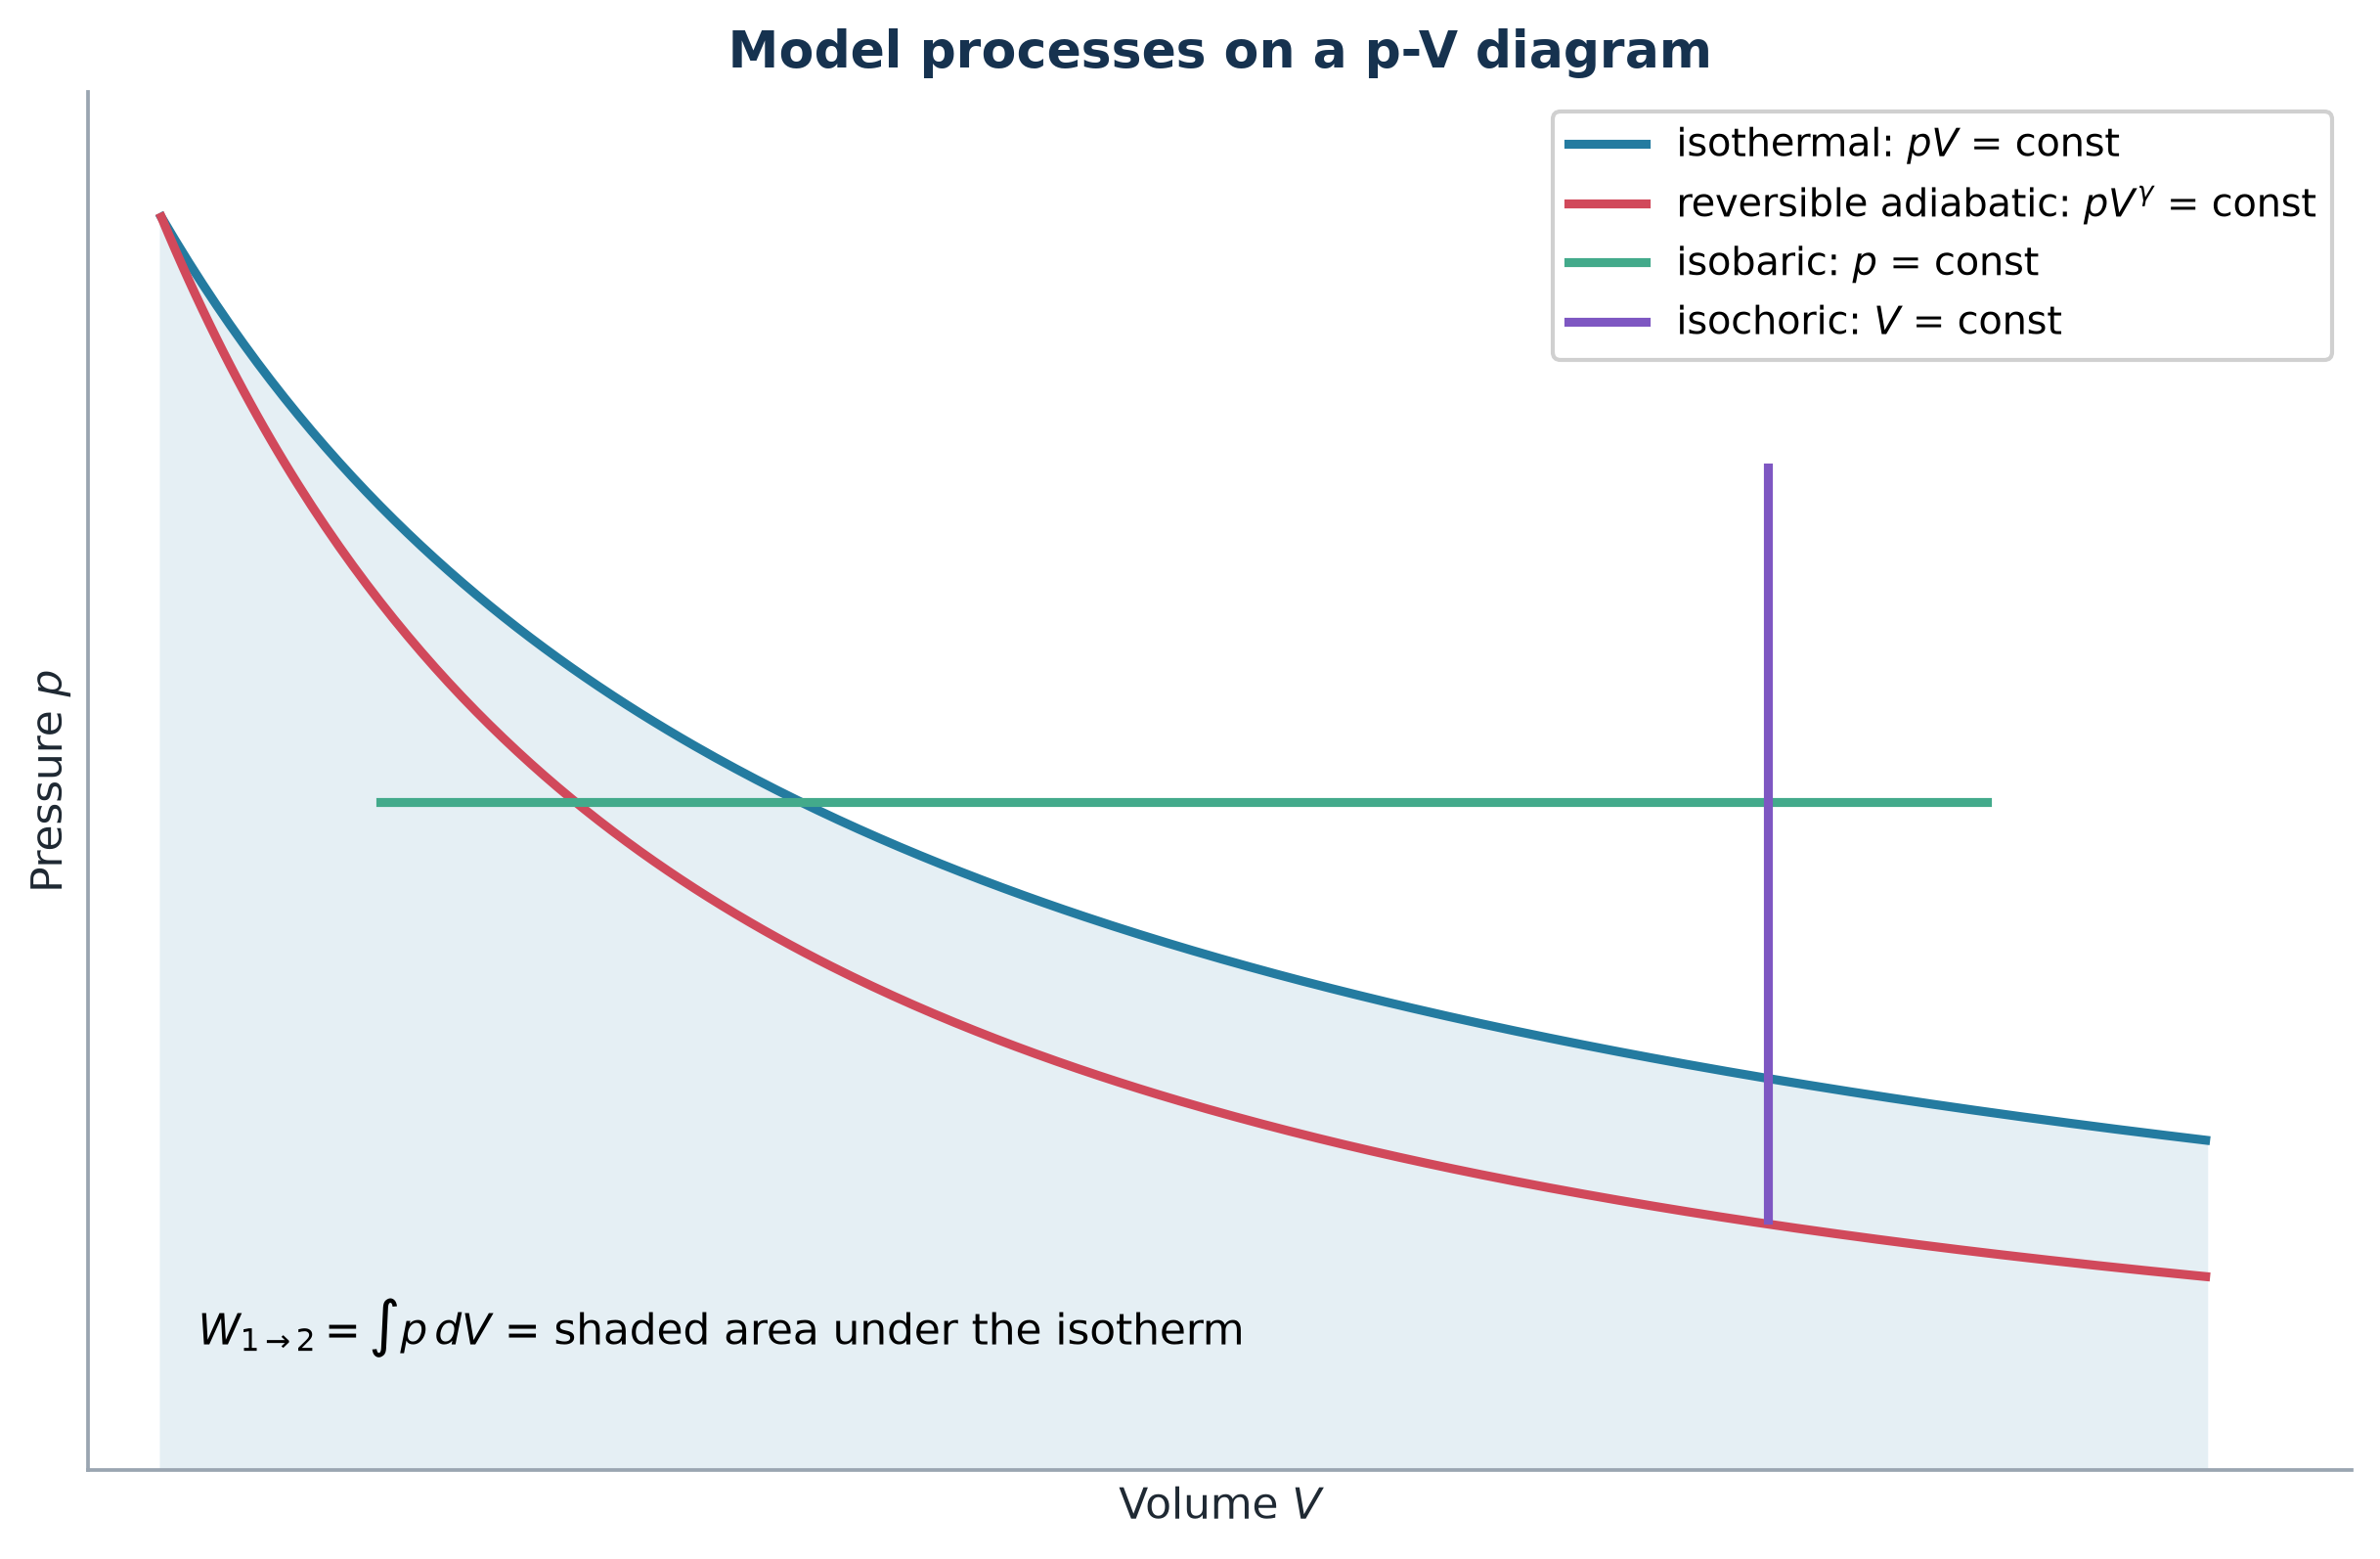 Model processes on a p-V diagram
isothermal: pV = const
reversible adiabatic: pV^γ = const
isobaric: p = const
isochoric: V = const
Pressure p
W₁→₂ = ∫p dV = shaded area under the isotherm
Volume V